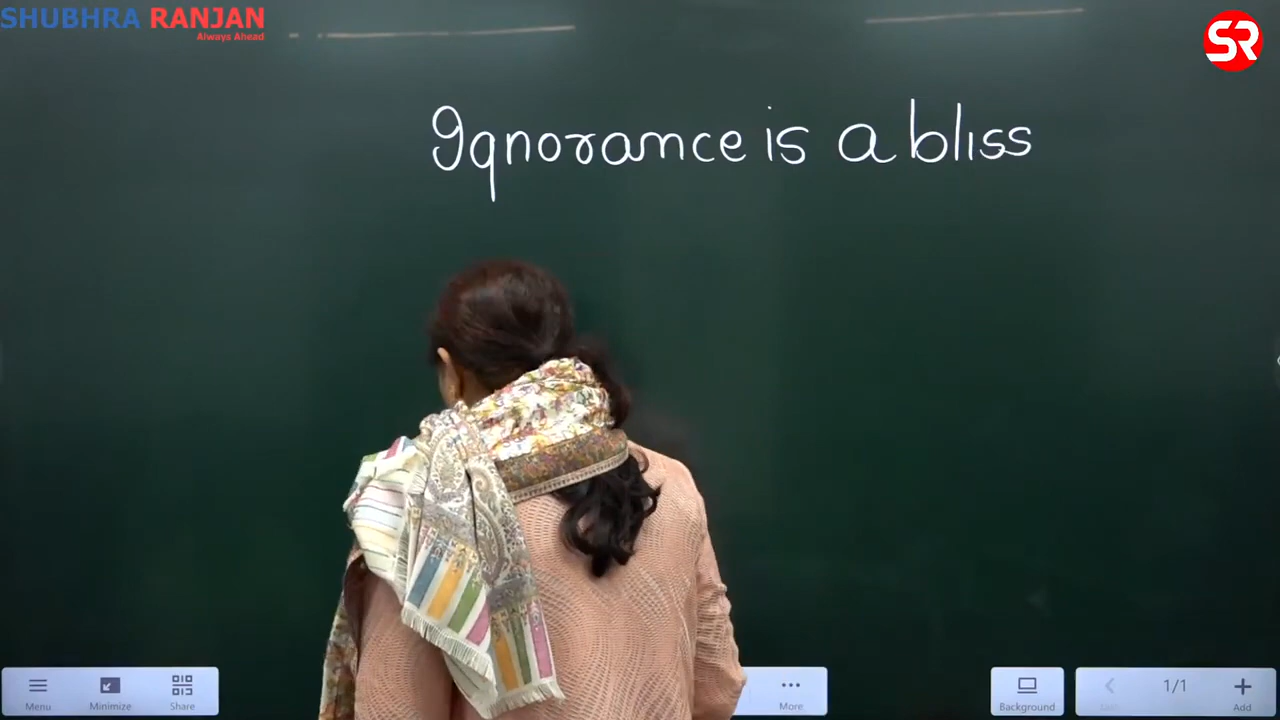 SHUBHRA RANJAN
Always Ahead
SR
Ignorance is a bliss
Menu
Minimize
Share
More
Background
1/1
Add